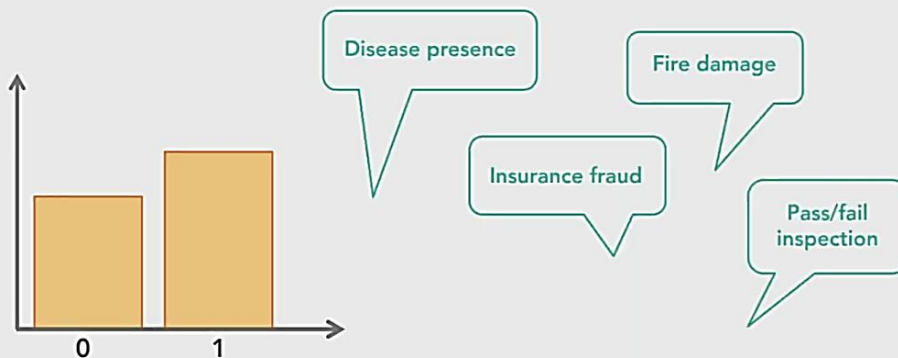 Disease presence
Fire damage
Insurance fraud
Pass/fail
inspection
0
1